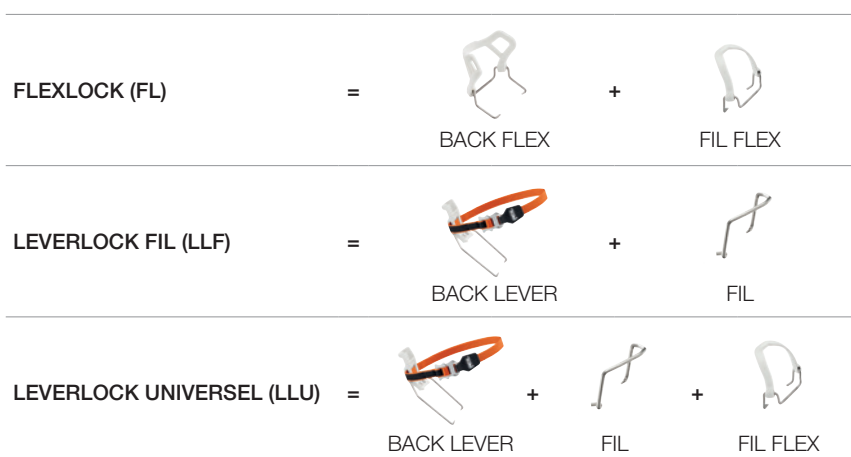 FLEXLOCK (FL) = + 
BACK FLEX FIL FLEX
LEVERLOCK FIL (LLF) = +
BACK LEVER FIL
LEVERLOCK UNIVERSEL (LLU) = + +
BACK LEVER FIL FIL FLEX